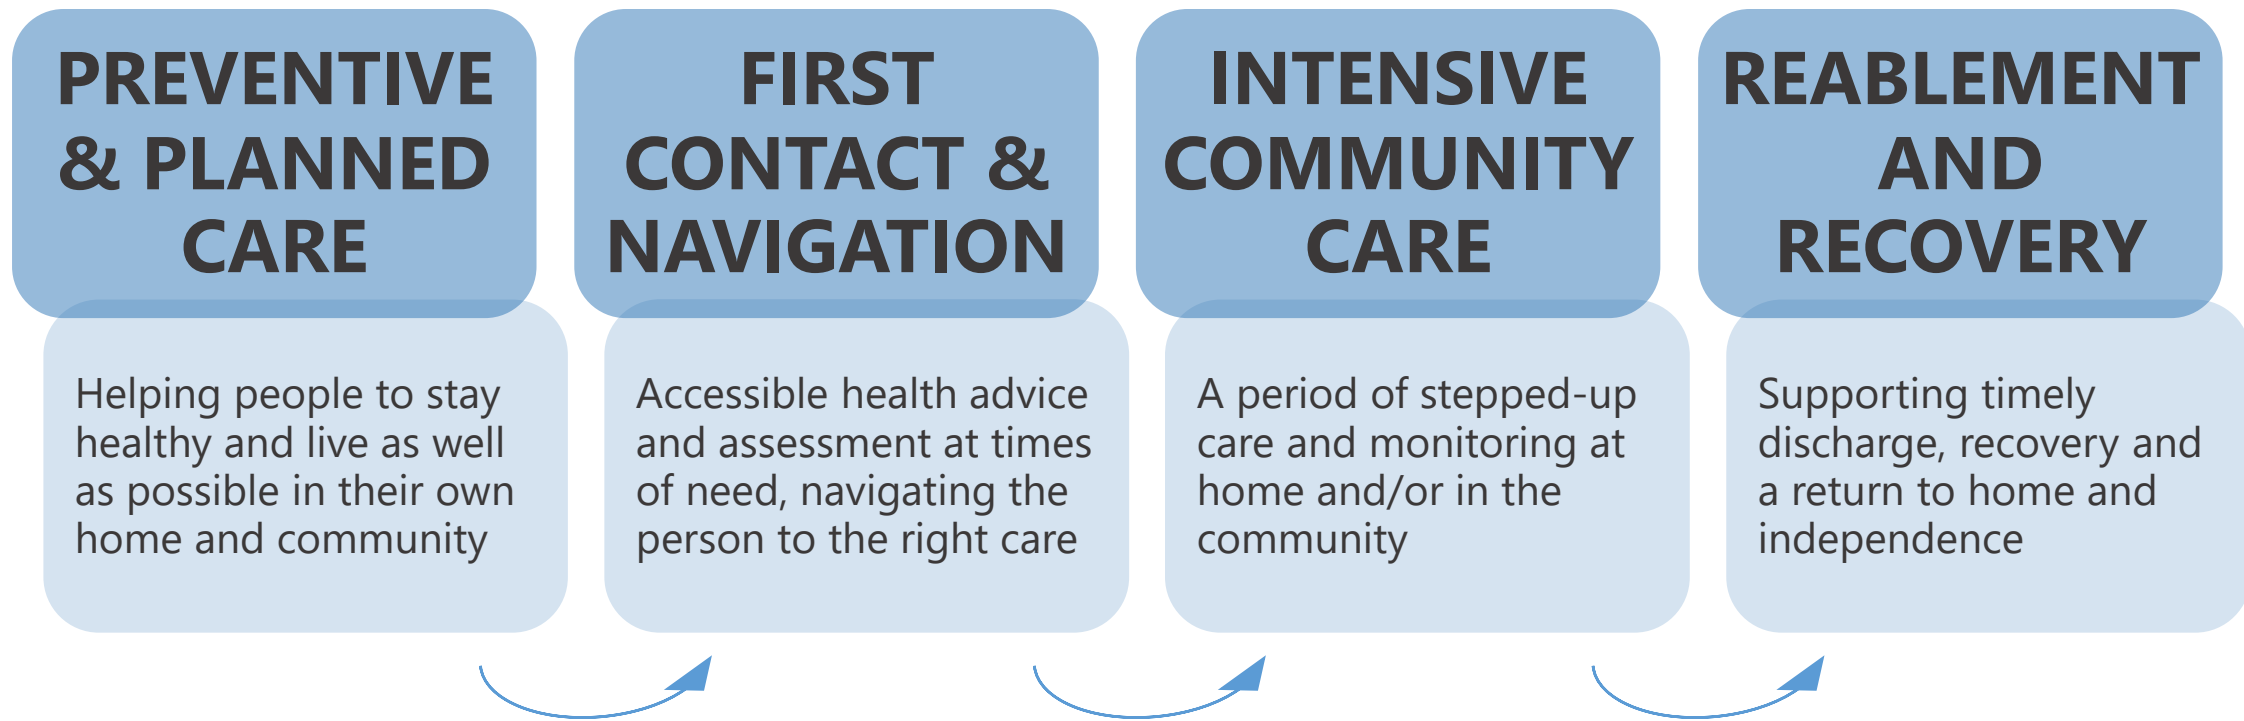 PREVENTIVE
& PLANNED
CARE
Helping people to stay
healthy and live as well
as possible in their own
home and community
FIRST
CONTACT &
NAVIGATION
Accessible health advice
and assessment at times
of need, navigating the
person to the right care
INTENSIVE
COMMUNITY
CARE
A period of stepped-up
care and monitoring at
home and/or in the
community
REABLEMENT
AND
RECOVERY
Supporting timely
discharge, recovery and
a return to home and
independence